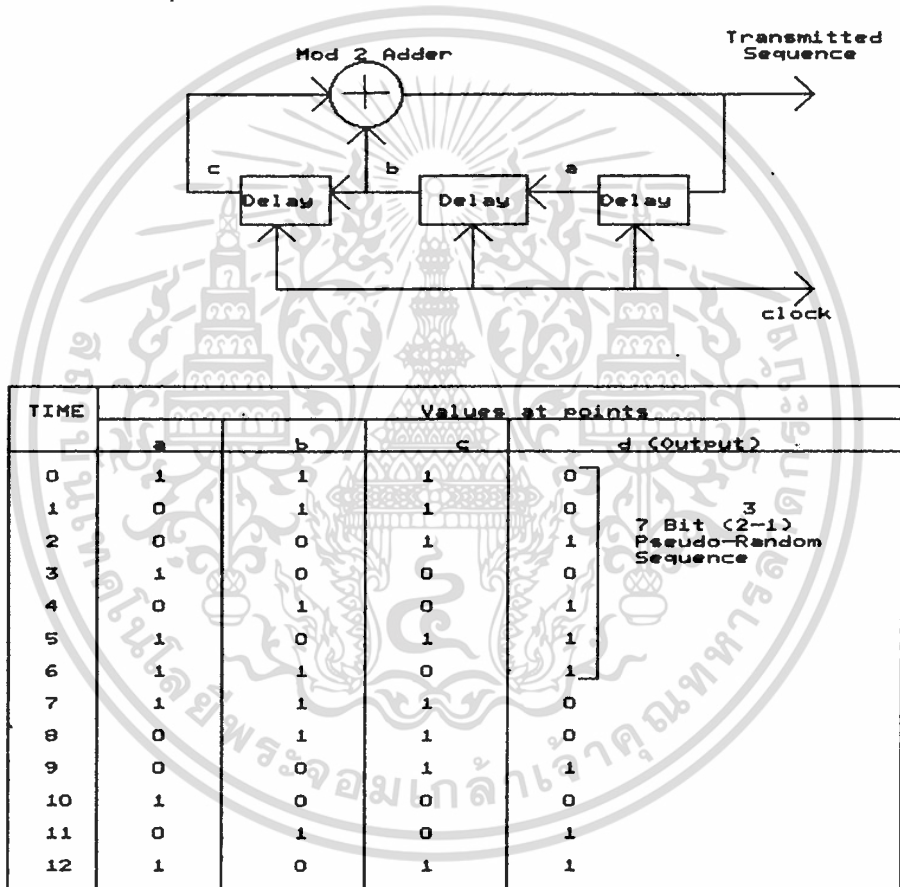 Transmitted
Sequence
Mod 2 Adder
c
b
a
Delay
Delay
Delay
clock
TIME Values at points
a b c d (Output)
0 1 1 1 0
1 0 1 1 0
2 0 0 1 1
3 1 0 0 0
4 0 1 0 1
5 1 0 1 1
6 1 1 0 1
7 1 1 1 0
8 0 1 1 0
9 0 0 1 1
10 1 0 0 0
11 0 1 0 1
12 1 0 1 1
3
7 Bit (2-1)
Pseudo-Random
Sequence